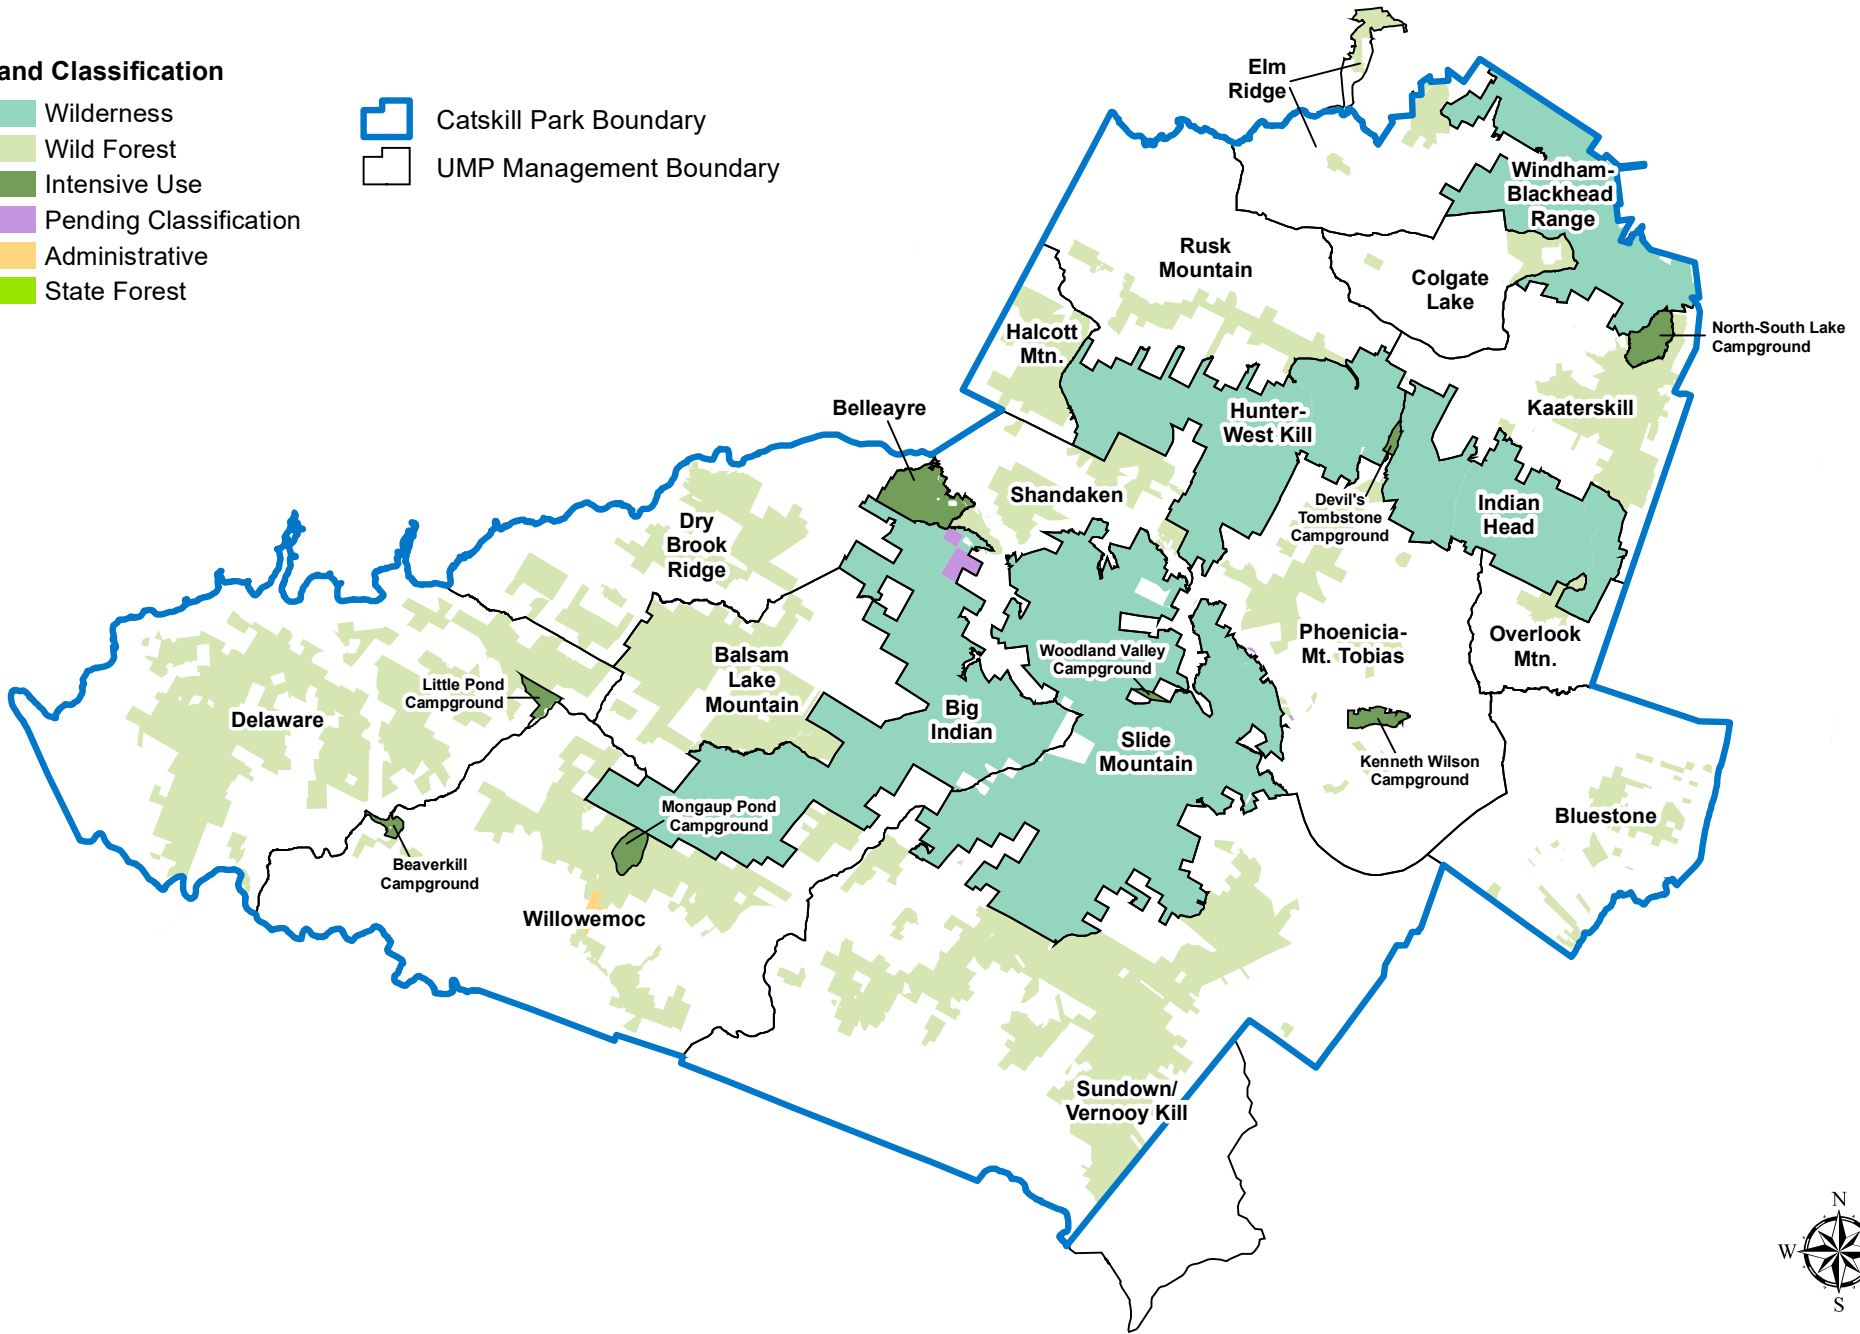 and Classification
Wilderness
Wild Forest
Intensive Use
Pending Classification
Administrative
State Forest
Catskill Park Boundary
UMP Management Boundary
Elm
Ridge
Windham-
Blackhead
Range
Rusk
Mountain
Colgate
Lake
North-South Lake
Campground
Halcott
Mtn.
Belleayre
Hunter-
West Kill
Kaaterskill
Shandaken
Devil's
Tombstone
Campground
Indian
Head
Dry
Brook
Ridge
Phoenicia-
Mt. Tobias
Overlook
Mtn.
Woodland Valley
Campground
Balsam
Lake
Mountain
Little Pond
Campground
Delaware
Big
Indian
Slide
Mountain
Kenneth Wilson
Campground
Mongaup Pond
Campground
Bluestone
Beaverkill
Campground
Willowemoc
Sundown/
Vernooy Kill
N
W
S